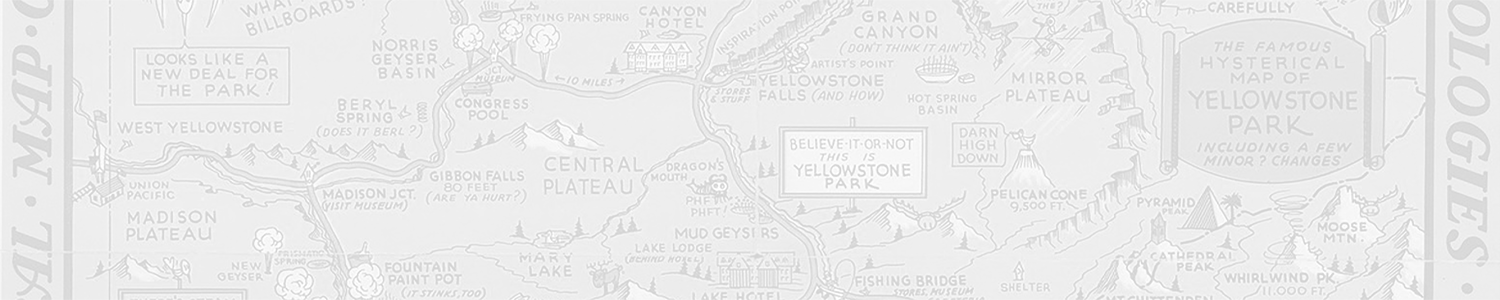 AL · MAP · C
WHAT
BILLBOARDS?
LOOKS LIKE A
NEW DEAL FOR
THE PARK!
WEST YELLOWSTONE
UNION
PACIFIC
MADISON
PLATEAU
NORRIS
GEYSER
BASIN
BERYL
SPRING
(DOES IT BERL?)
FRYING PAN SPRING
JCT.
MUSEUM
CONGRESS
POOL
←10 MILES→
CANYON
HOTEL
INSPIRATION POI
GRAND
CANYON
(DON'T THINK IT AIN'T)
ARTIST'S POINT
STORES
& STUFF
YELLOWSTONE
FALLS (AND HOW)
HOT SPRING
BASIN
THE?
MIRROR
PLATEAU
CAREFULLY
THE FAMOUS
HYSTERICAL
MAP OF
YELLOWSTONE
PARK
INCLUDING A FEW
MINOR? CHANGES
GIBBON FALLS
80 FEET
(ARE YA HURT?)
MADISON JCT.
(VISIT MUSEUM)
CENTRAL
PLATEAU
DRAGON'S
MOUTH
PHFT!
PHFT!
BELIEVE·IT·OR·NOT
THIS IS
YELLOWSTONE
PARK
DARN
HIGH
DOWN
PELICAN CONE
9,500 FT.
PYRAMID
PEAK
MOOSE
MTN.
CATHEDRAL
PEAK
WHIRLWIND PK.
11,000 FT.
MT. CHITTENDEN
NEW
GEYSER
SPRING
FOUNTAIN
PAINT POT
(IT STINKS, TOO)
MARY
LAKE
MUD GEYSERS
LAKE LODGE
(BEHIND HOTEL)
LAKE HOTEL
FISHING BRIDGE
STORES, MUSEUM
SHELTER
OLOGIES ·